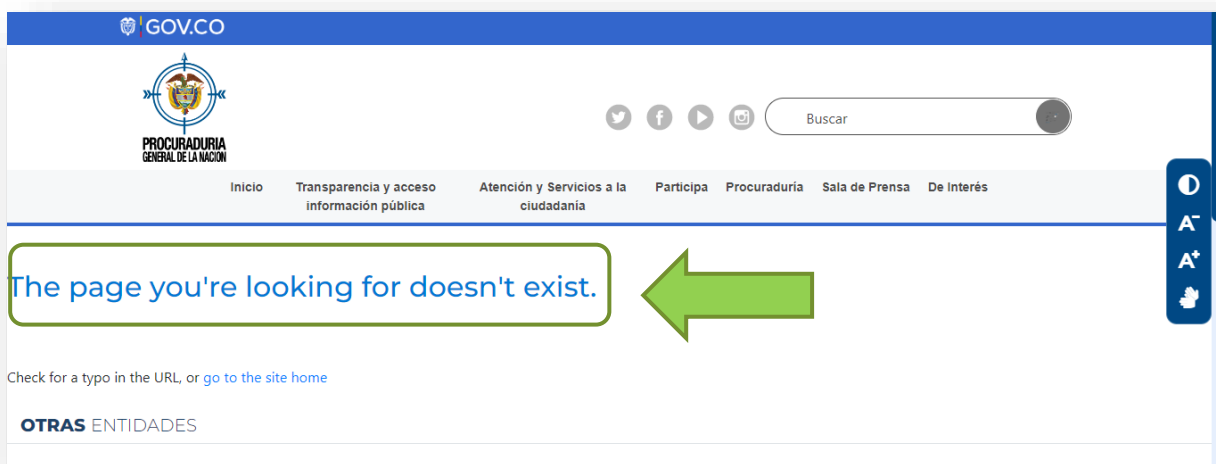 GOV.CO
PROCURADURIA
GENERAL DE LA NACION
Buscar
Inicio
Transparencia y acceso
información pública
Atención y Servicios a la
ciudadanía
Participa
Procuraduría
Sala de Prensa
De Interés
A-
A+
The page you're looking for doesn't exist.
Check for a typo in the URL, or go to the site home
OTRAS ENTIDADES